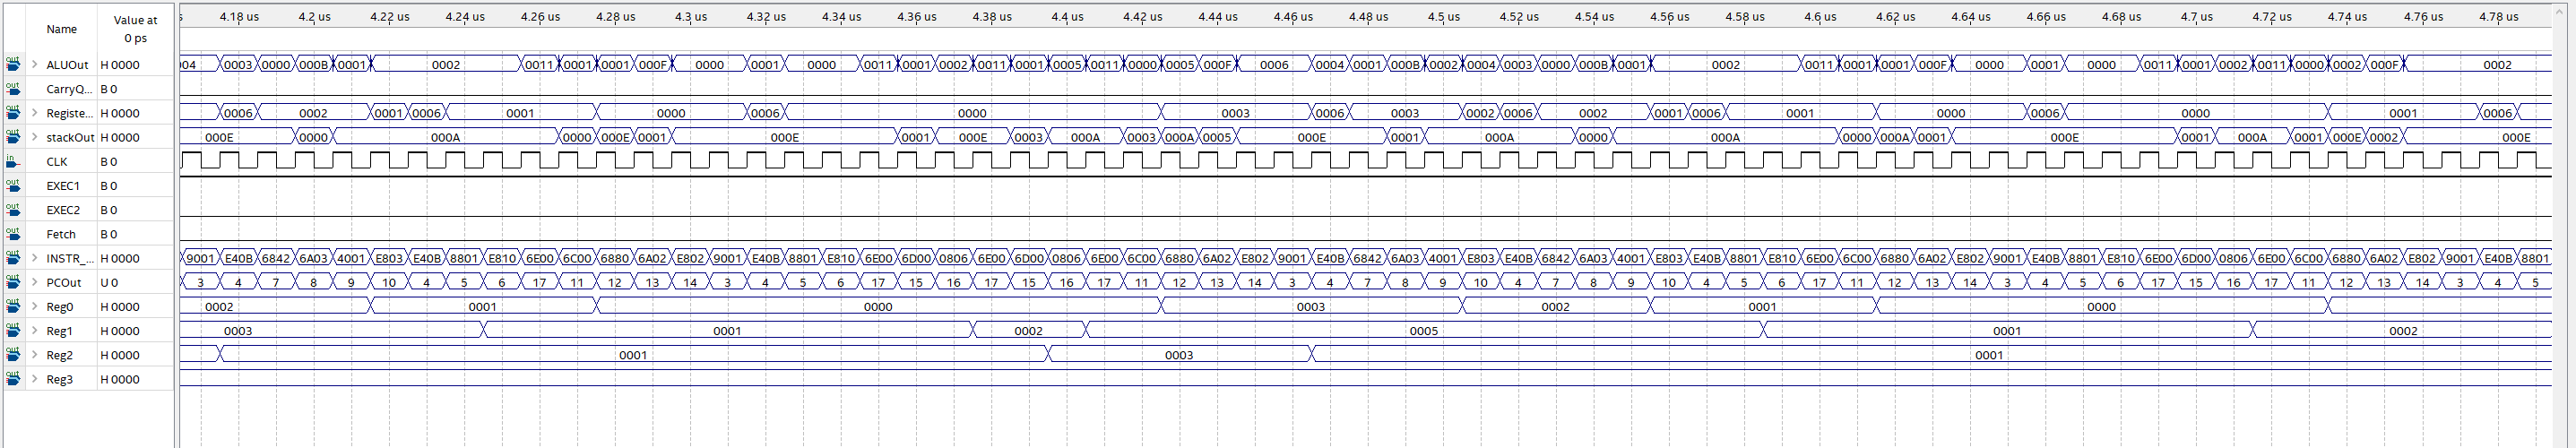 Name Value at 0 ps 4.18 us 4.2 us 4.22 us 4.24 us 4.26 us 4.28 us 4.3 us 4.32 us 4.34 us 4.36 us 4.38 us 4.4 us 4.42 us 4.44 us 4.46 us 4.48 us 4.5 us 4.52 us 4.54 us 4.56 us 4.58 us 4.6 us 4.62 us 4.64 us 4.66 us 4.68 us 4.7 us 4.72 us 4.74 us 4.76 us 4.78 us
out ALUOut H 0000 04 0003 0000 000B 0001 0002 0011 0001 0001 000F 0000 0001 0000 0011 0001 0002 0011 0001 0005 0011 0000 0005 000F 0006 0004 0001 000B 0002 0004 0003 0000 000B 0001 0002 0011 0001 0001 000F 0000 0001 0000 0011 0001 0002 0011 0000 0002 000F 0002
out CarryQ... B 0
out Registe... H 0000 0006 0002 0001 0006 0001 0000 0006 0000 0003 0006 0003 0002 0006 0002 0001 0006 0001 0000 0006 0000 0001 0006
out stackOut H 0000 000E 0000 000A 0000 000E 0001 000E 0001 000E 0003 000A 0003 000A 0005 000E 0001 000A 0000 000A 0000 000A 0001 000E 0001 000A 0001 000E 0002 000E
in CLK B 0
out EXEC1 B 0
out EXEC2 B 0
out Fetch B 0
out INSTR_... H 0000 9001 E40B 6842 6A03 4001 E803 E40B 8801 E810 6E00 6C00 6880 6A02 E802 9001 E40B 8801 E810 6E00 6D00 0806 6E00 6D00 0806 6E00 6C00 6880 6A02 E802 9001 E40B 6842 6A03 4001 E803 E40B 6842 6A03 4001 E803 E40B 8801 E810 6E00 6C00 6880 6A02 E802 9001 E40B 8801 E810 6E00 6D00 0806 6E00 6C00 6880 6A02 E802 9001 E40B 8801
out PCOut U 0 3 4 7 8 9 10 4 5 6 17 11 12 13 14 3 4 5 6 17 15 16 17 15 16 17 11 12 13 14 3 4 7 8 9 10 4 7 8 9 10 4 5 6 17 11 12 13 14 3 4 5 6 17 15 16 17 11 12 13 14 3 4 5
out Reg0 H 0000 0002 0001 0000 0003 0002 0001 0000
out Reg1 H 0000 0003 0001 0002 0005 0001 0002
out Reg2 H 0000 0001 0003 0001
out Reg3 H 0000